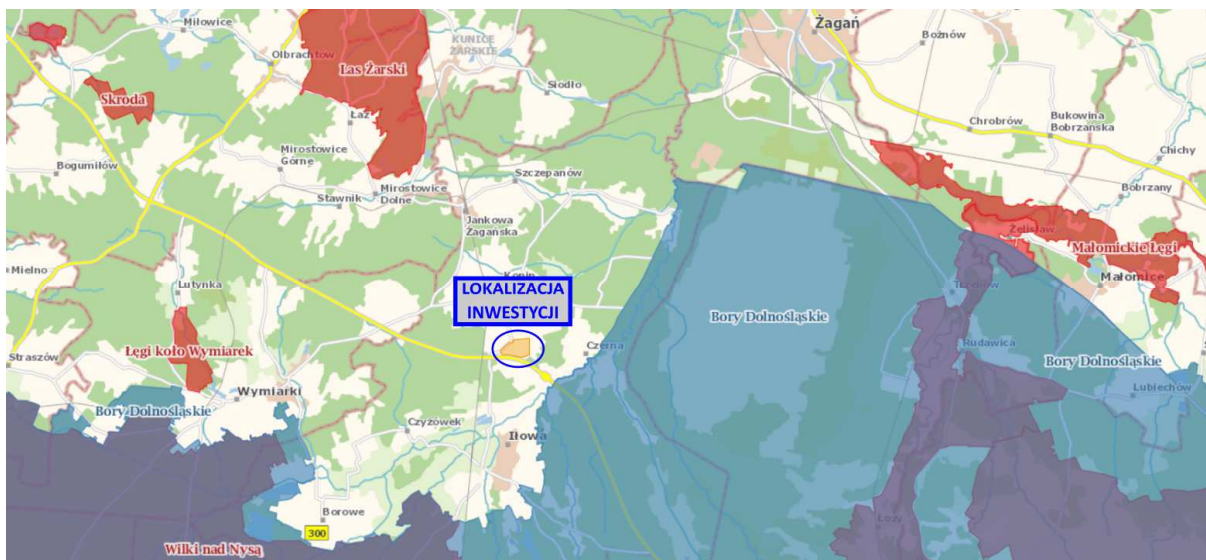 Miłowice
Żagań
Bożnów
KUNICE
ŻARSKIE
Olbrachtów
Las Żarski
Skroda
Siódło
Łaz
Bukowina
Bobrzańska
Chrobrów
Chichy
Mirostowice
Górne
Bogumiłów
Szczepanów
Stawnik
Mirostowice
Dolne
Bobrzany
Jankowa
Żagańska
Żelisław
Małomickie Łęgi
Mielno
Konin
Małomice
Lutynka
LOKALIZACJA
INWESTYCJI
Bory Dolnośląskie
Łęgi koło Wymiarek
Czerna
Rudawica
Straszów
Bory Dolnośląskie
Wymiarki
Lubiechów
Bory Dolnośląskie
Czyżówek
Iłowa
Borowe
300
Łozy
Wilki nad Nysą